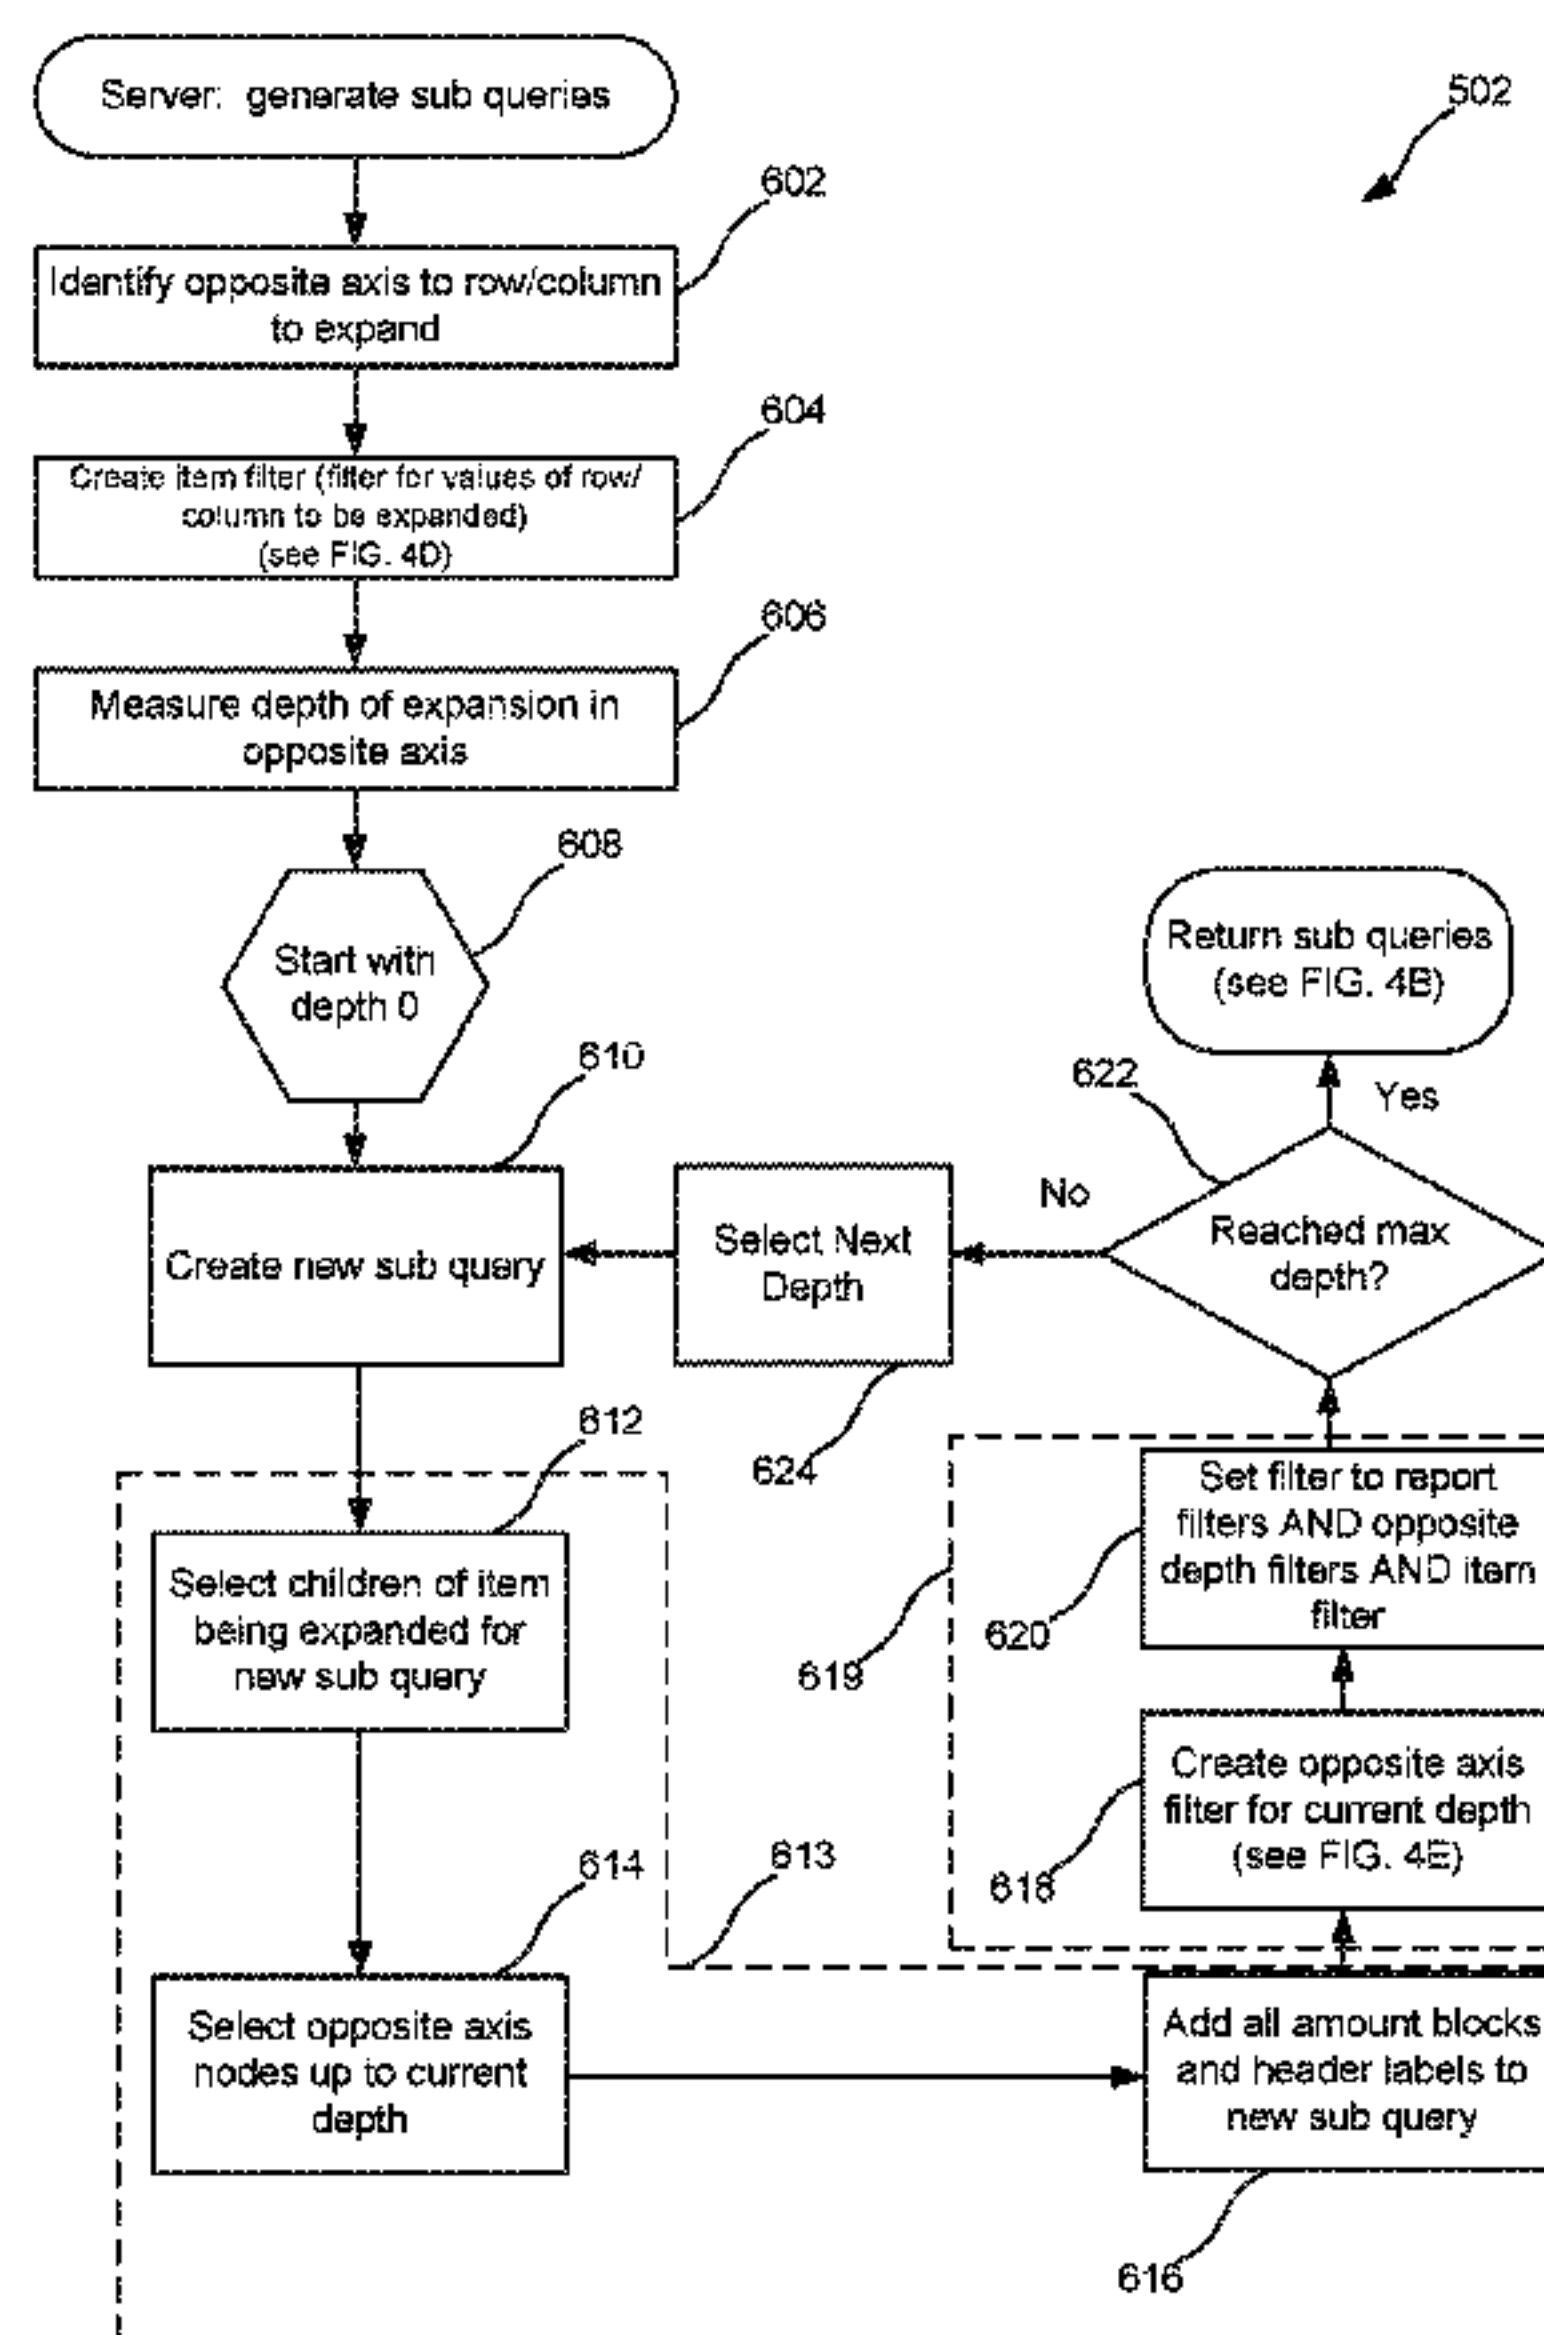 Server: generate sub queries
502
602
Identify opposite axis to row/column
to expand
604
Create item filter (filter for values of row/
column to be expanded)
(see FIG. 4D)
606
Measure depth of expansion in
opposite axis
608
Start with
depth 0
Return sub queries
(see FIG. 4B)
610
622
Yes
Create new sub query
Select Next
Depth
No
Reached max
depth?
612
624
Select children of item
being expanded for
new sub query
Set filter to report
filters AND opposite
depth filters AND item
filter
620
619
Create opposite axis
filter for current depth
(see FIG. 4E)
618
614
613
Select opposite axis
nodes up to current
depth
Add all amount blocks
and header labels to
new sub query
616